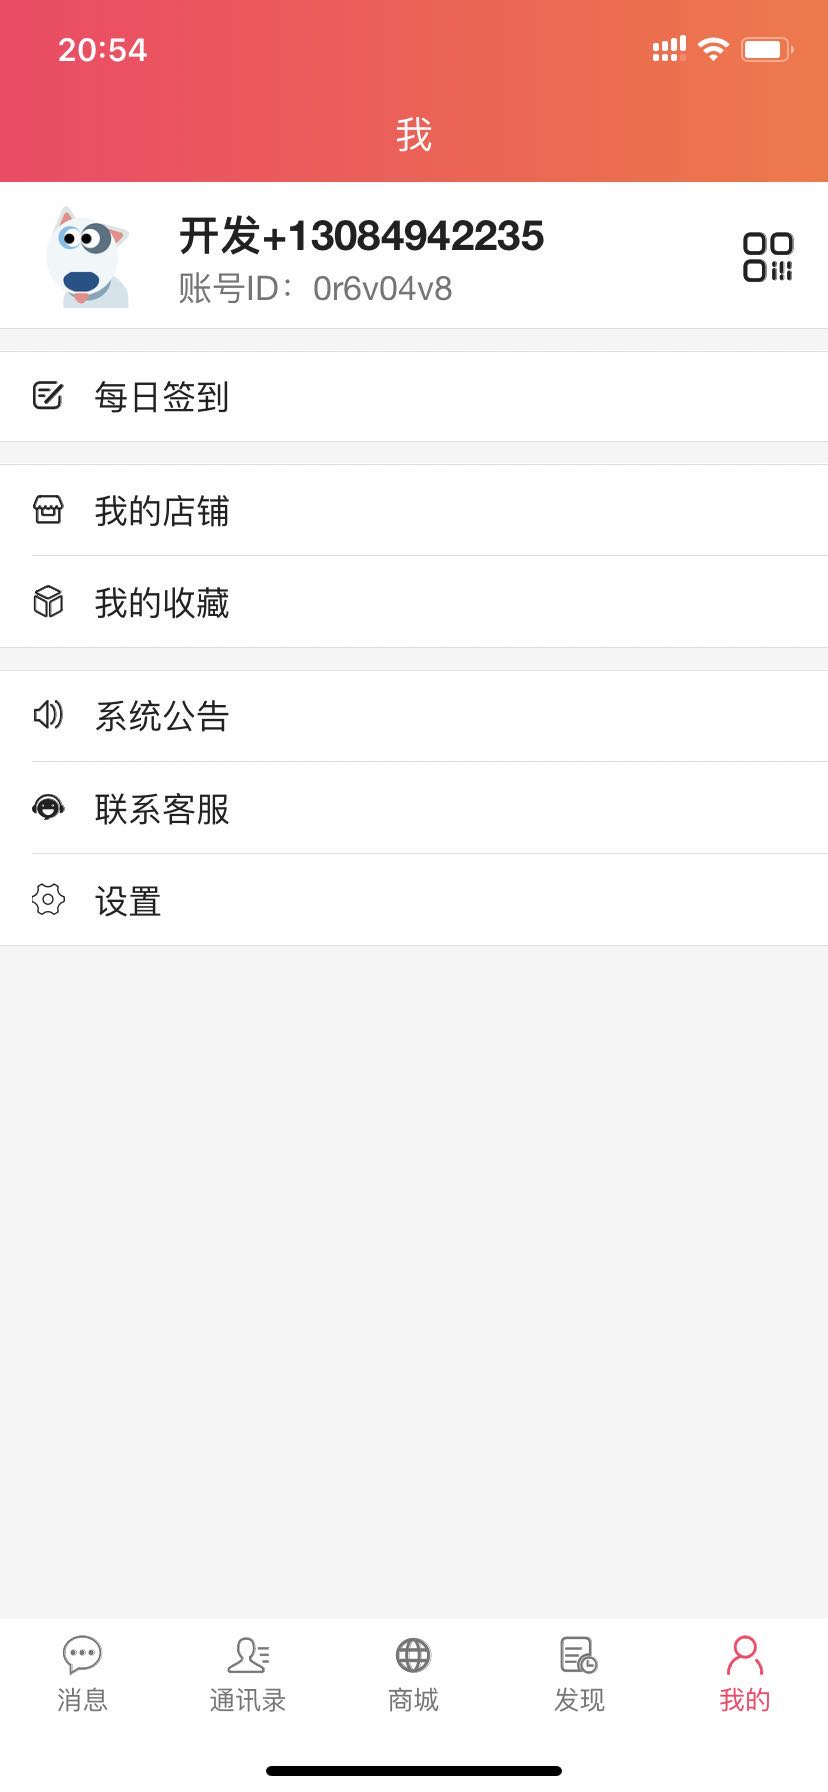 20:54
我
开发+13084942235
账号ID：0r6v04v8
每日签到
我的店铺
我的收藏
系统公告
联系客服
设置
消息
通讯录
商城
发现
我的